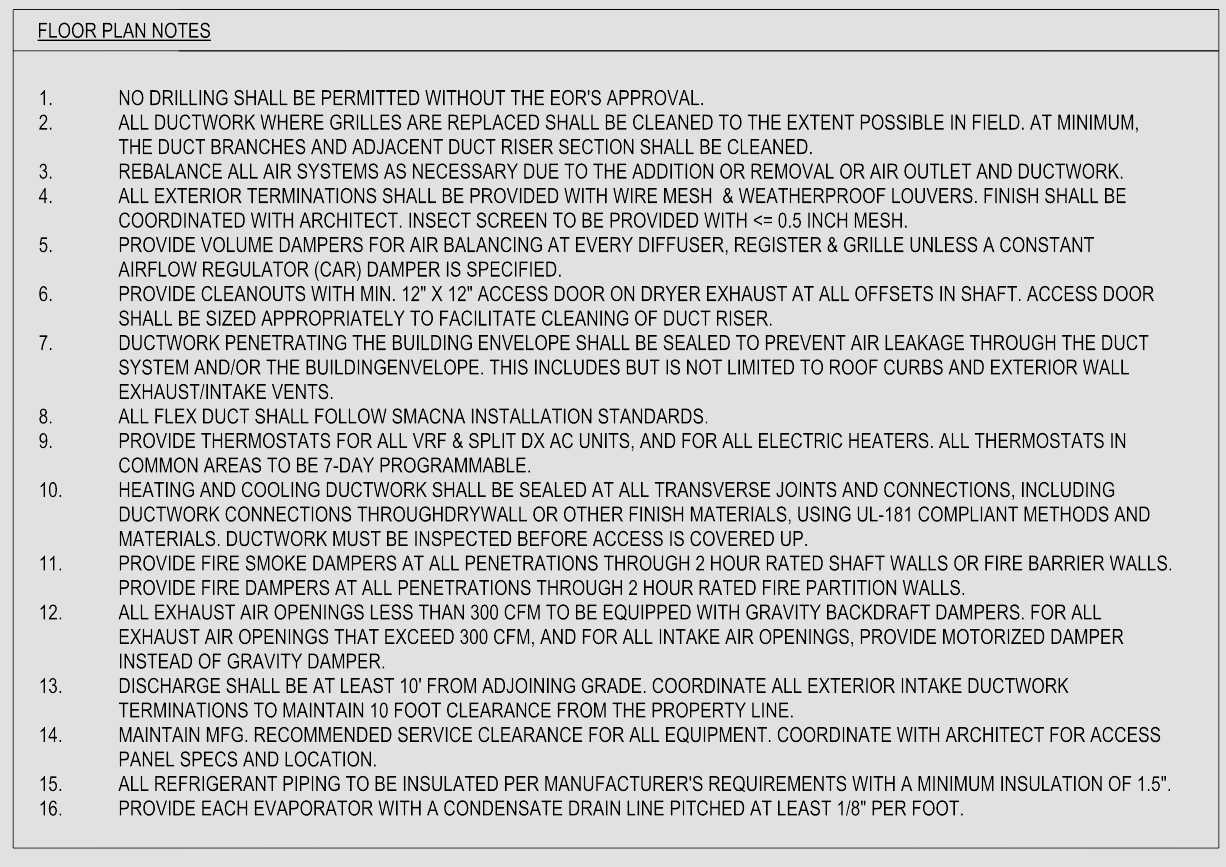 FLOOR PLAN NOTES
1. NO DRILLING SHALL BE PERMITTED WITHOUT THE EOR'S APPROVAL.
2. ALL DUCTWORK WHERE GRILLES ARE REPLACED SHALL BE CLEANED TO THE EXTENT POSSIBLE IN FIELD. AT MINIMUM,
THE DUCT BRANCHES AND ADJACENT DUCT RISER SECTION SHALL BE CLEANED.
3. REBALANCE ALL AIR SYSTEMS AS NECESSARY DUE TO THE ADDITION OR REMOVAL OR AIR OUTLET AND DUCTWORK.
4. ALL EXTERIOR TERMINATIONS SHALL BE PROVIDED WITH WIRE MESH & WEATHERPROOF LOUVERS. FINISH SHALL BE
COORDINATED WITH ARCHITECT. INSECT SCREEN TO BE PROVIDED WITH <= 0.5 INCH MESH.
5. PROVIDE VOLUME DAMPERS FOR AIR BALANCING AT EVERY DIFFUSER, REGISTER & GRILLE UNLESS A CONSTANT
AIRFLOW REGULATOR (CAR) DAMPER IS SPECIFIED.
6. PROVIDE CLEANOUTS WITH MIN. 12" X 12" ACCESS DOOR ON DRYER EXHAUST AT ALL OFFSETS IN SHAFT. ACCESS DOOR
SHALL BE SIZED APPROPRIATELY TO FACILITATE CLEANING OF DUCT RISER.
7. DUCTWORK PENETRATING THE BUILDING ENVELOPE SHALL BE SEALED TO PREVENT AIR LEAKAGE THROUGH THE DUCT
SYSTEM AND/OR THE BUILDINGENVELOPE. THIS INCLUDES BUT IS NOT LIMITED TO ROOF CURBS AND EXTERIOR WALL
EXHAUST/INTAKE VENTS.
8. ALL FLEX DUCT SHALL FOLLOW SMACNA INSTALLATION STANDARDS.
9. PROVIDE THERMOSTATS FOR ALL VRF & SPLIT DX AC UNITS, AND FOR ALL ELECTRIC HEATERS. ALL THERMOSTATS IN
COMMON AREAS TO BE 7-DAY PROGRAMMABLE.
10. HEATING AND COOLING DUCTWORK SHALL BE SEALED AT ALL TRANSVERSE JOINTS AND CONNECTIONS, INCLUDING
DUCTWORK CONNECTIONS THROUGHDRYWALL OR OTHER FINISH MATERIALS, USING UL-181 COMPLIANT METHODS AND
MATERIALS. DUCTWORK MUST BE INSPECTED BEFORE ACCESS IS COVERED UP.
11. PROVIDE FIRE SMOKE DAMPERS AT ALL PENETRATIONS THROUGH 2 HOUR RATED SHAFT WALLS OR FIRE BARRIER WALLS.
PROVIDE FIRE DAMPERS AT ALL PENETRATIONS THROUGH 2 HOUR RATED FIRE PARTITION WALLS.
12. ALL EXHAUST AIR OPENINGS LESS THAN 300 CFM TO BE EQUIPPED WITH GRAVITY BACKDRAFT DAMPERS. FOR ALL
EXHAUST AIR OPENINGS THAT EXCEED 300 CFM, AND FOR ALL INTAKE AIR OPENINGS, PROVIDE MOTORIZED DAMPER
INSTEAD OF GRAVITY DAMPER.
13. DISCHARGE SHALL BE AT LEAST 10' FROM ADJOINING GRADE. COORDINATE ALL EXTERIOR INTAKE DUCTWORK
TERMINATIONS TO MAINTAIN 10 FOOT CLEARANCE FROM THE PROPERTY LINE.
14. MAINTAIN MFG. RECOMMENDED SERVICE CLEARANCE FOR ALL EQUIPMENT. COORDINATE WITH ARCHITECT FOR ACCESS
PANEL SPECS AND LOCATION.
15. ALL REFRIGERANT PIPING TO BE INSULATED PER MANUFACTURER'S REQUIREMENTS WITH A MINIMUM INSULATION OF 1.5".
16. PROVIDE EACH EVAPORATOR WITH A CONDENSATE DRAIN LINE PITCHED AT LEAST 1/8" PER FOOT.